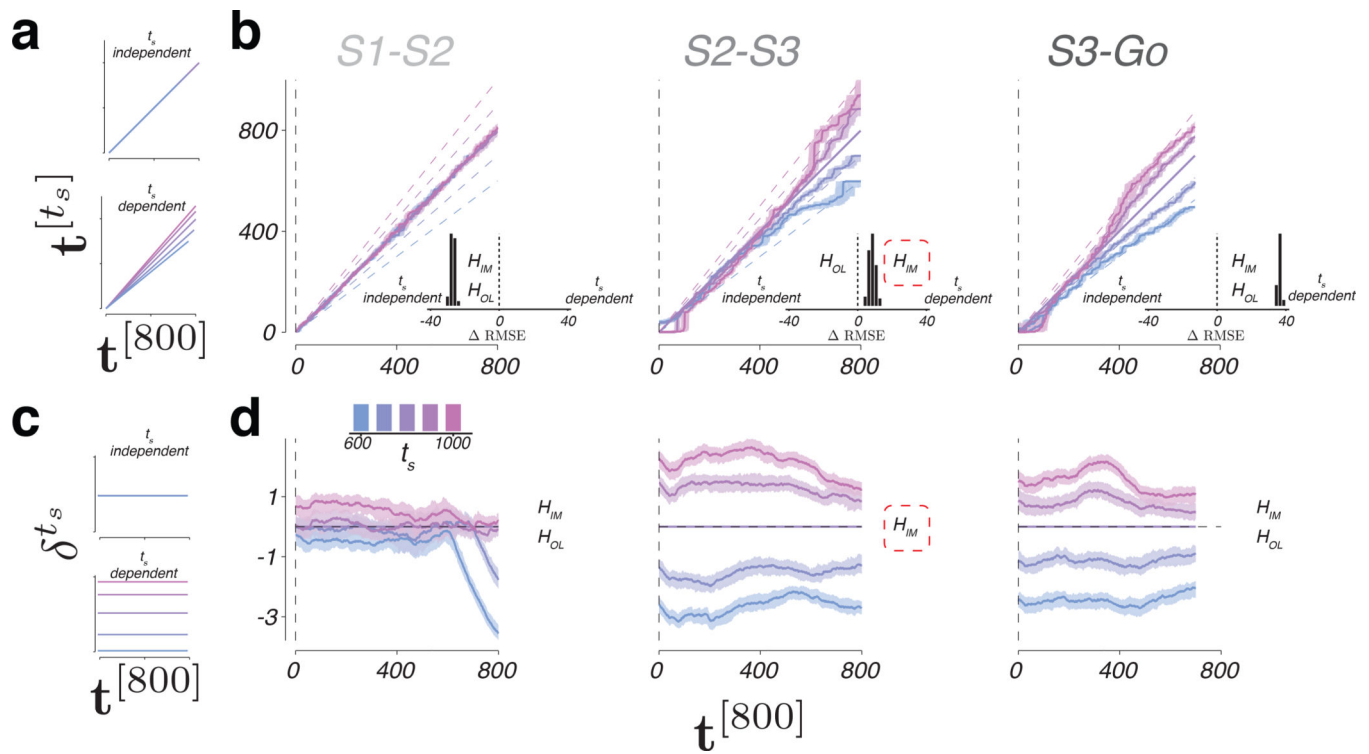 a
t_s
independent
t_s
dependent
t^[t_s]
t^[800]
b
S1-S2
S2-S3
S3-Go
800
400
0
H_IM
H_OL
t_s
independent
t_s
dependent
-40
0
40
Δ RMSE
0
400
800
H_OL
H_IM
t_s
independent
t_s
dependent
-40
0
40
Δ RMSE
0
400
800
H_IM
H_OL
t_s
independent
t_s
dependent
-40
0
40
Δ RMSE
0
400
800
c
t_s
independent
t_s
dependent
δ^t_s
t^[800]
d
600
1000
t_s
1
-1
-3
H_IM
H_OL
0
400
800
H_IM
0
400
800
H_IM
H_OL
0
400
800
t^[800]